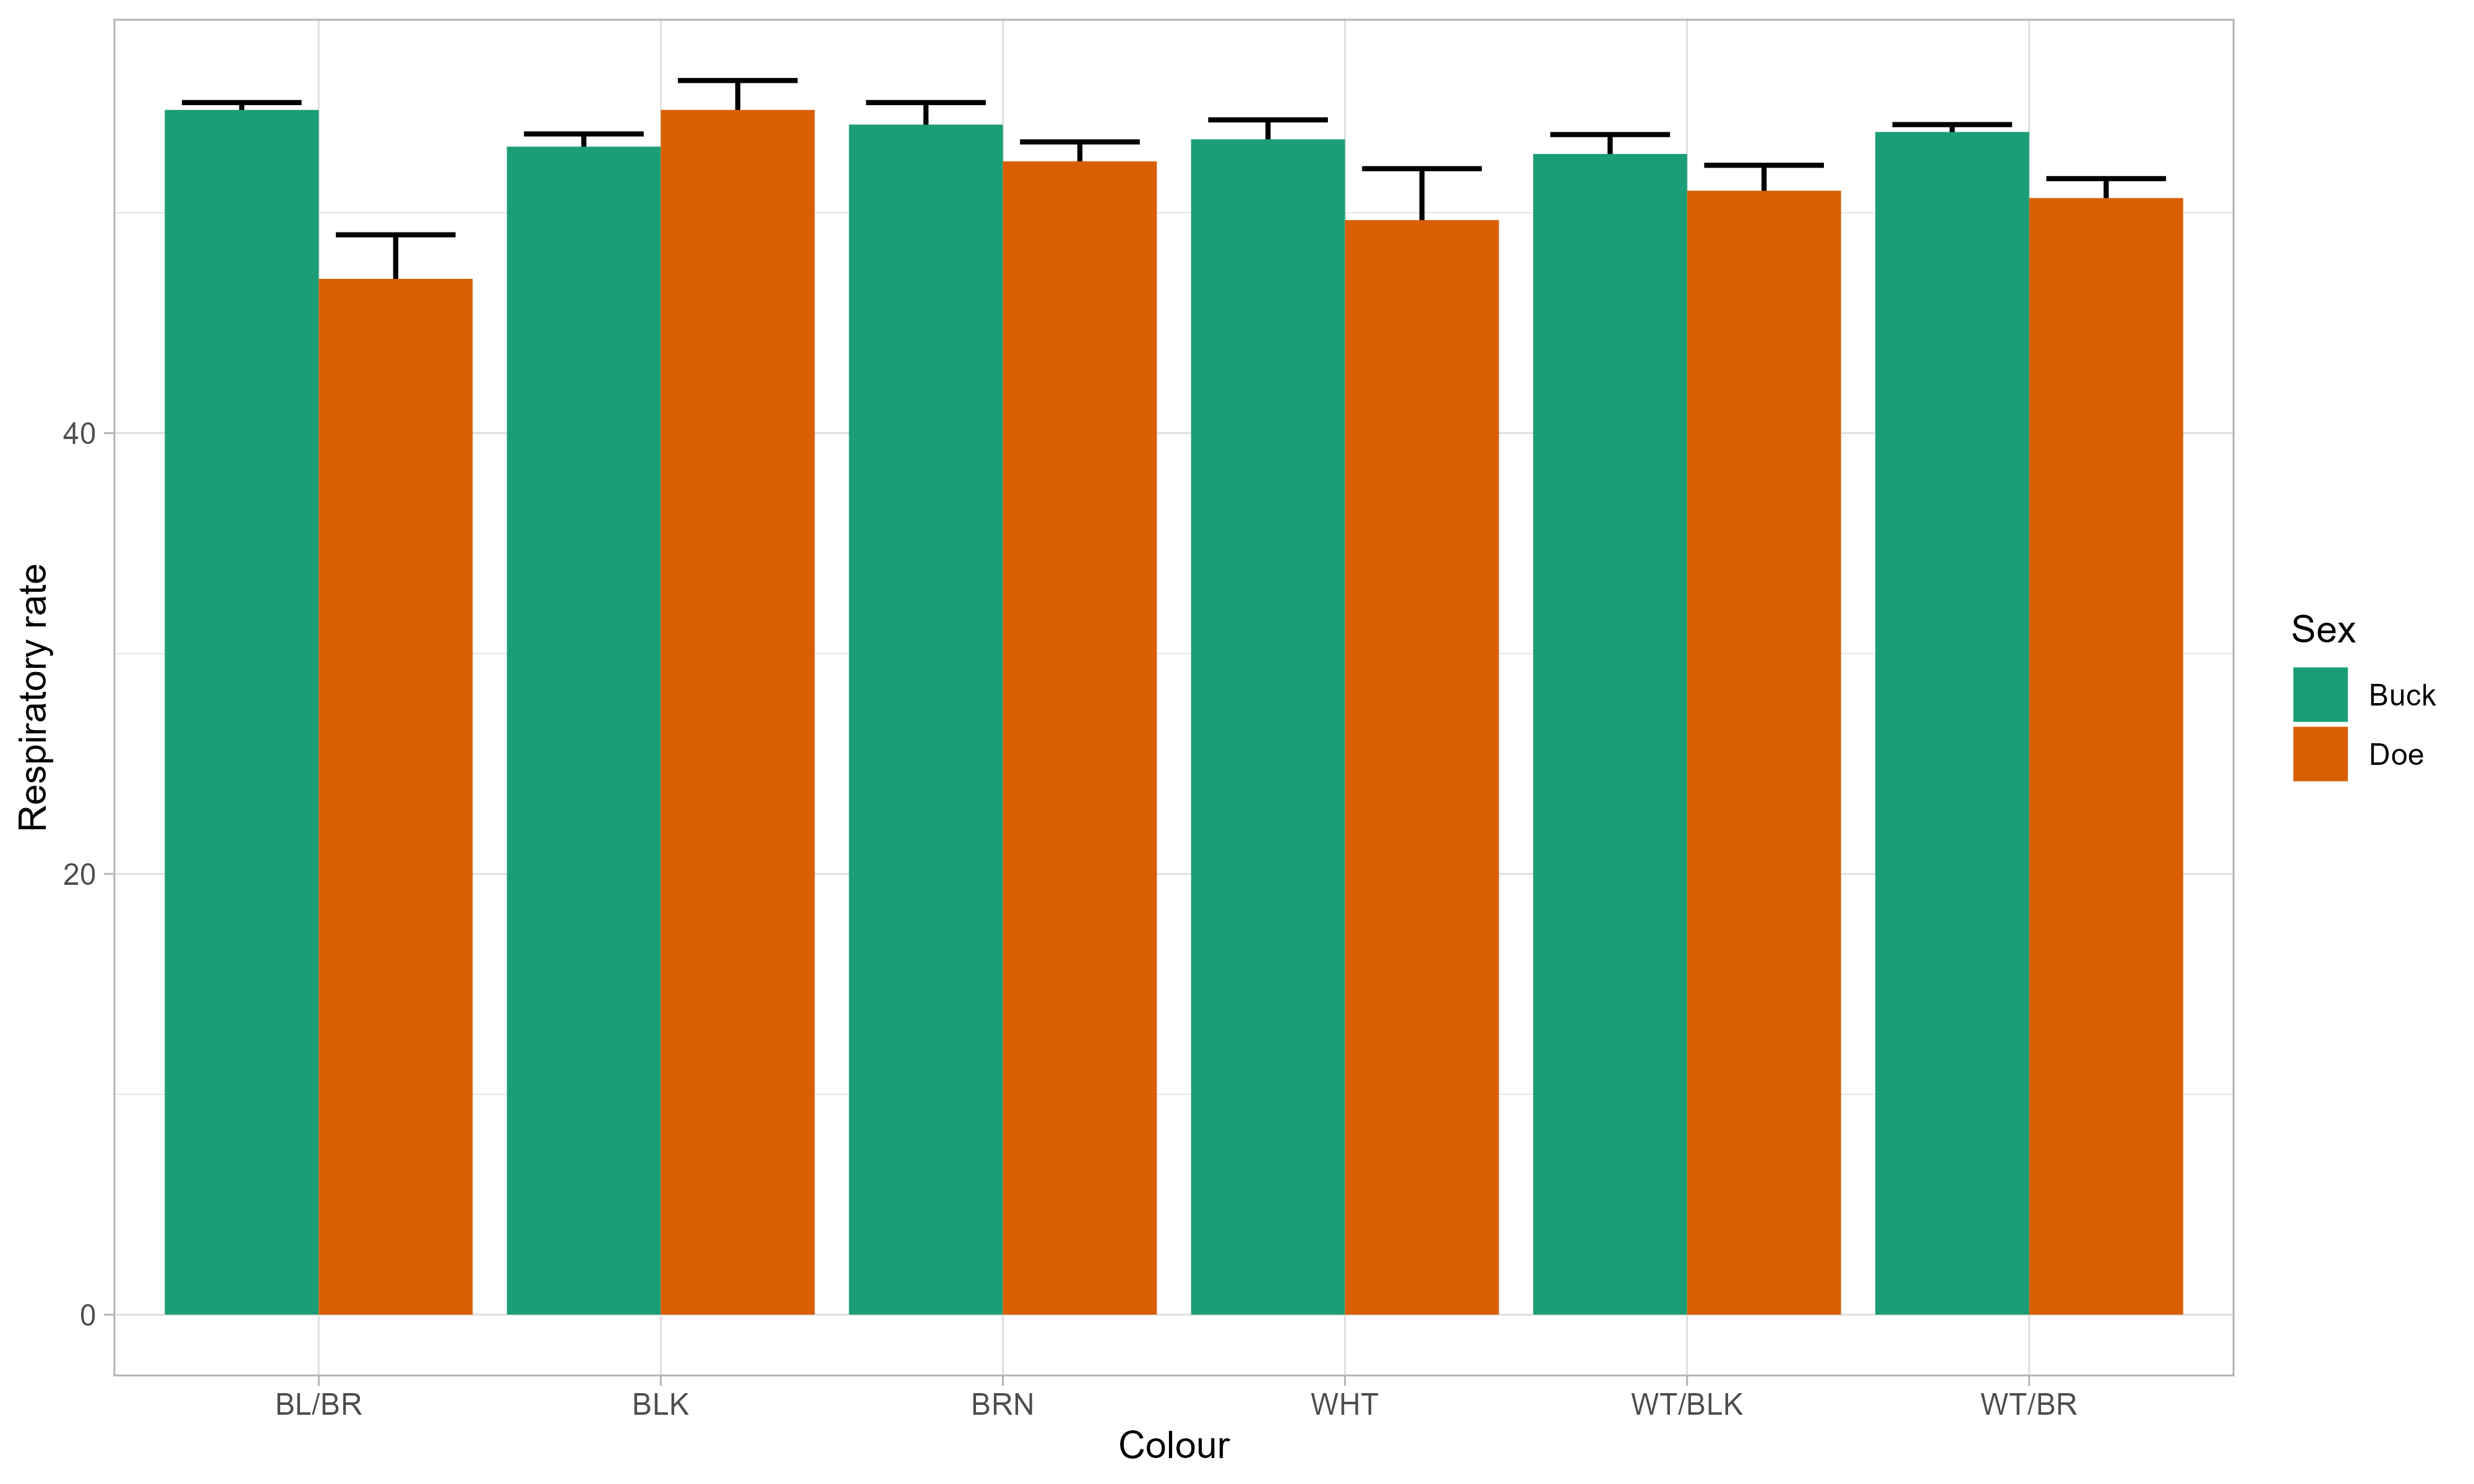 Respiratory rate
40
20
0
BL/BR BLK BRN WHT WT/BLK WT/BR
Colour
Sex
Buck
Doe